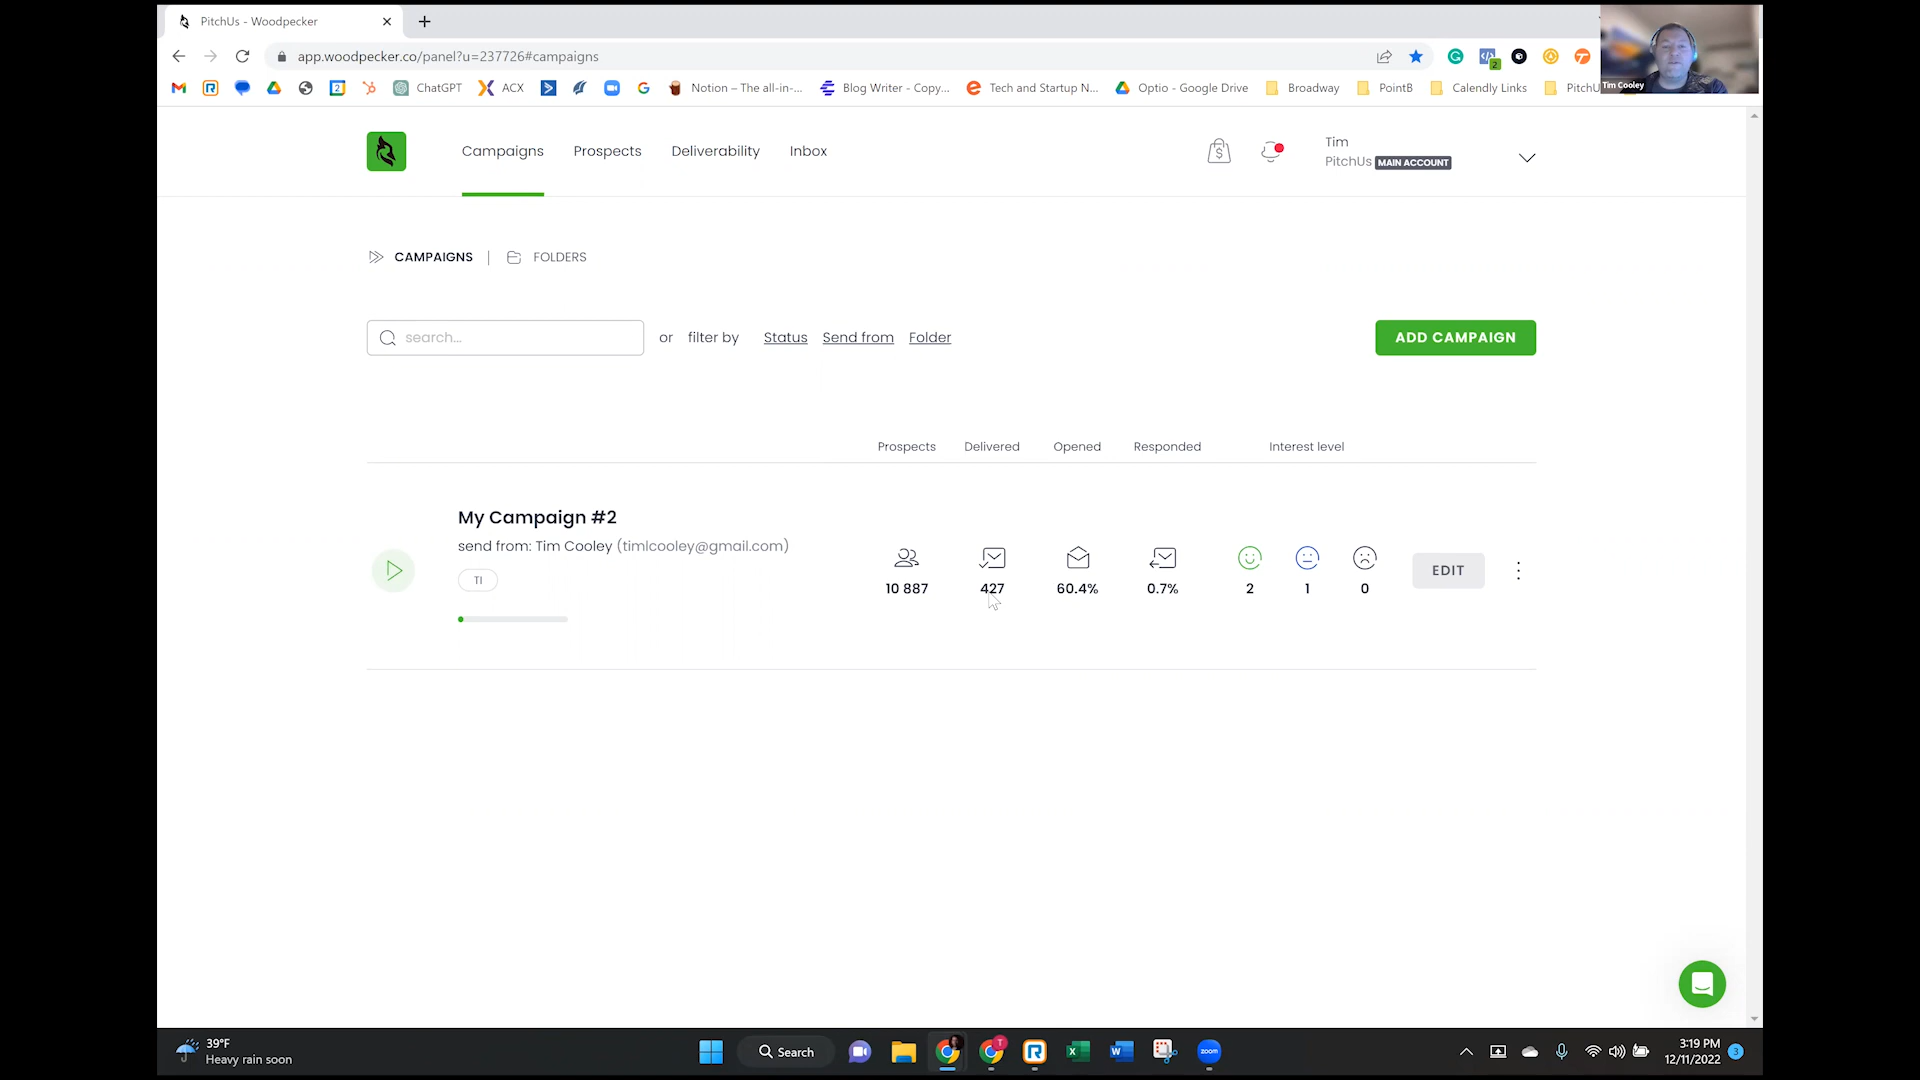 PitchUs - Woodpecker
app.woodpecker.co/panel?u=237726#campaigns
2
Tim Cooley
2
ChatGPT
ACX
Notion – The all-in-...
Blog Writer - Copy...
Tech and Startup N...
Optio - Google Drive
Broadway
PointB
Calendly Links
Campaigns
Prospects
Deliverability
Inbox
Tim
PitchUs MAIN ACCOUNT
CAMPAIGNS | FOLDERS
search...
or filter by Status Send from Folder
ADD CAMPAIGN
Prospects Delivered Opened Responded Interest level
My Campaign #2
send from: Tim Cooley (timlcooley@gmail.com)
TI
10 887
427
60.4%
0.7%
2
1
0
EDIT
39°F
Heavy rain soon
Search
zoom
3:19 PM
12/11/2022
3